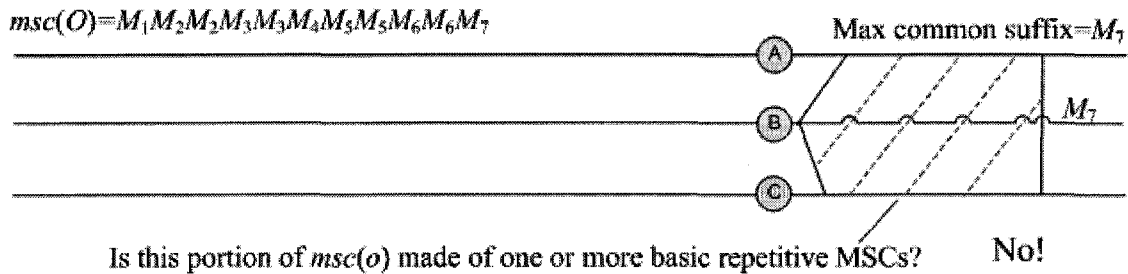 msc(O)=M₁M₂M₂M₃M₃M₄M₅M₅M₆M₆M₇
Max common suffix=M₇
A
B
M₇
C
Is this portion of msc(o) made of one or more basic repetitive MSCs?
No!